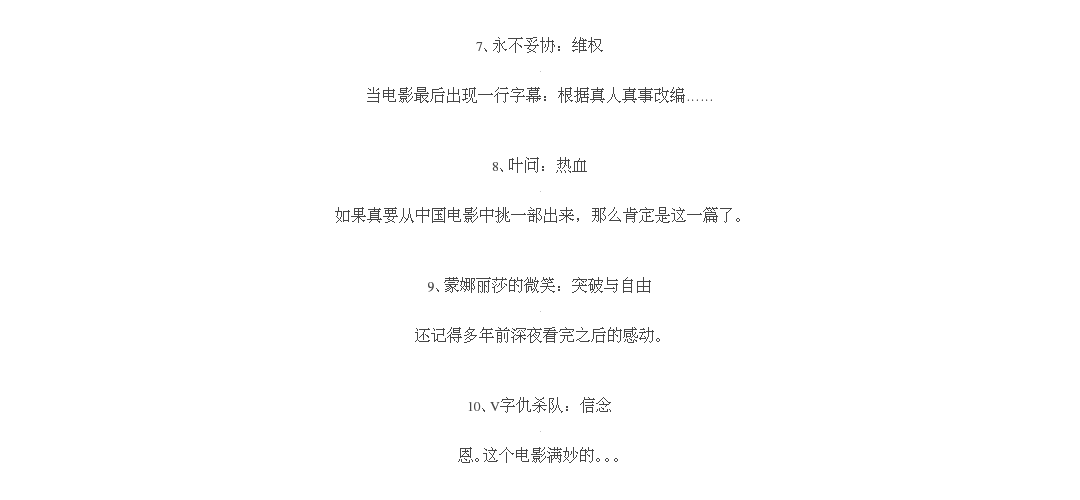 7、永不妥协：维权
当电影最后出现一行字幕：根据真人真事改编……
8、叶问：热血
如果真要从中国电影中挑一部出来，那么肯定是这一篇了。
9、蒙娜丽莎的微笑：突破与自由
还记得多年前深夜看完之后的感动。
10、V字仇杀队：信念
恩。这个电影满妙的。。。